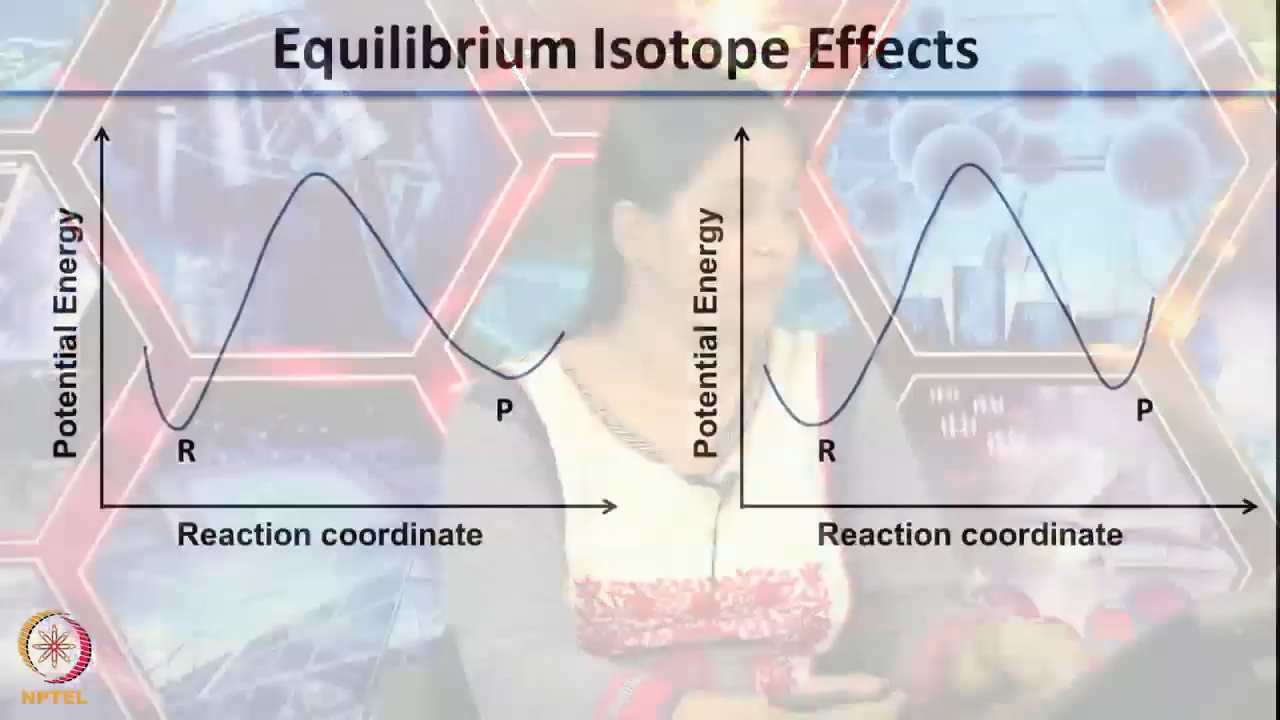 Equilibrium Isotope Effects
Potential Energy
R
P
Reaction coordinate
Potential Energy
R
P
Reaction coordinate
NPTEL